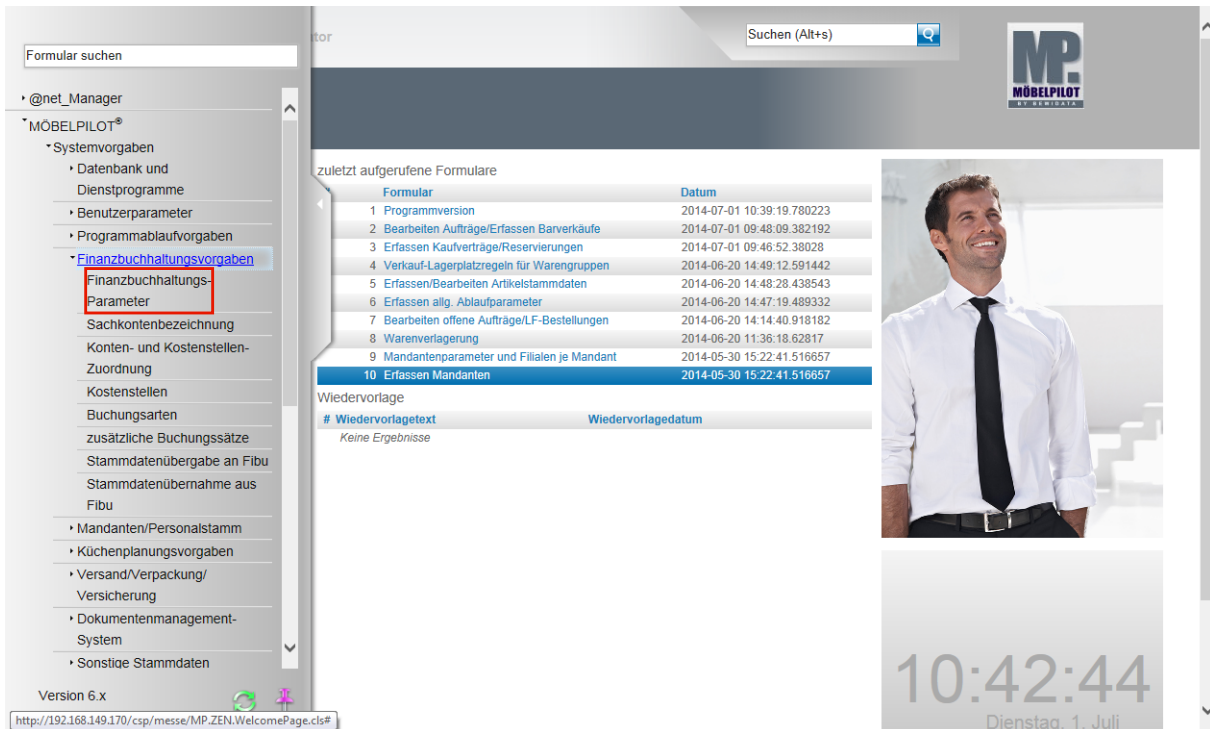 ator
Suchen (Alt+s)
Formular suchen
MP.
MÖBELPILOT
BY BEWIDATA
@net_Manager
MÖBELPILOT®
Systemvorgaben
Datenbank und
Dienstprogramme
Benutzerparameter
Programmablaufvorgaben
Finanzbuchhaltungsvorgaben
Finanzbuchhaltungs-
Parameter
Sachkontenbezeichnung
Konten- und Kostenstellen-
Zuordnung
Kostenstellen
Buchungsarten
zusätzliche Buchungssätze
Stammdatenübergabe an Fibu
Stammdatenübernahme aus
Fibu
Mandanten/Personalstamm
Küchenplanungsvorgaben
Versand/Verpackung/
Versicherung
Dokumentenmanagement-
System
Sonstige Stammdaten
Version 6.x
http://192.168.149.170/csp/messe/MP.ZEN.WelcomePage.cls#
zuletzt aufgerufene Formulare
Formular Datum
1 Programmversion 2014-07-01 10:39:19.780223
2 Bearbeiten Aufträge/Erfassen Barverkäufe 2014-07-01 09:48:09.382192
3 Erfassen Kaufverträge/Reservierungen 2014-07-01 09:46:52.38028
4 Verkauf-Lagerplatzregeln für Warengruppen 2014-06-20 14:49:12.591442
5 Erfassen/Bearbeiten Artikelstammdaten 2014-06-20 14:48:28.438543
6 Erfassen allg. Ablaufparameter 2014-06-20 14:47:19.489332
7 Bearbeiten offene Aufträge/LF-Bestellungen 2014-06-20 14:14:40.918182
8 Warenverlagerung 2014-06-20 11:36:18.62817
9 Mandantenparameter und Filialen je Mandant 2014-05-30 15:22:41.516657
10 Erfassen Mandanten 2014-05-30 15:22:41.516657
Wiedervorlage
# Wiedervorlagetext Wiedervorlagedatum
Keine Ergebnisse
10:42:44
Dienstag, 1. Juli